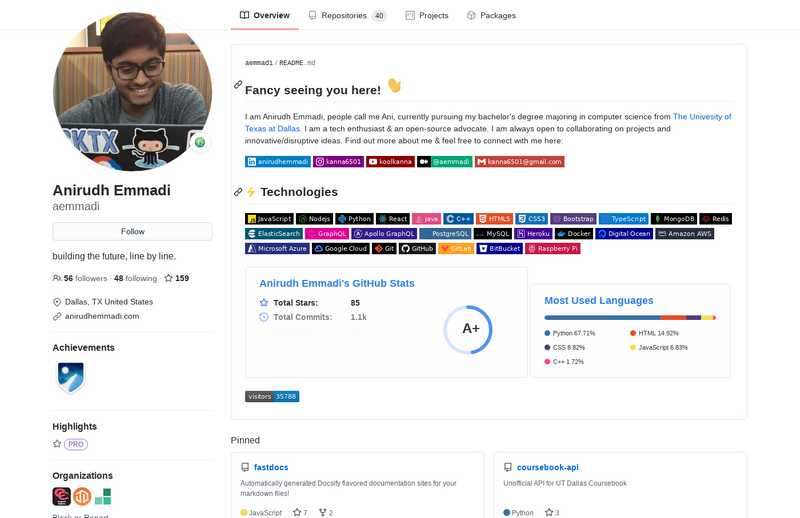 Overview
Repositories 40
Projects
Packages
PKTX
Anirudh Emmadi
aemmadi
Follow
building the future, line by line.
56 followers · 48 following · 159
Dallas, TX United States
anirudhemmadi.com
Achievements
Highlights
PRO
Organizations
Block or Report
aemmadi / README.md
Fancy seeing you here!
I am Anirudh Emmadi, people call me Ani, currently pursuing my bachelor's degree majoring in computer science from The Univesity of
Texas at Dallas. I am a tech enthusiast & an open-source advocate. I am always open to collaborating on projects and
innovative/disruptive ideas. Find out more about me & feel free to connect with me here:
anirudhemmadi kanna6501 koolkanna @aemmadi kanna6501@gmail.com
Technologies
JavaScript Nodejs Python React java C++ HTML5 CSS3 Bootstrap TypeScript MongoDB Redis
ElasticSearch GraphQL Apollo GraphQL PostgreSQL MySQL Heroku Docker Digital Ocean Amazon AWS
Microsoft Azure Google Cloud Git GitHub GitLab BitBucket Raspberry Pi
Anirudh Emmadi's GitHub Stats
Total Stars: 85
Total Commits: 1.1k
A+
Most Used Languages
Python 67.71% HTML 14.92%
CSS 8.82% JavaScript 6.83%
C++ 1.72%
visitors 35788
Pinned
fastdocs
Automatically generated Docsify flavored documentation sites for your
markdown files!
JavaScript 7 2
coursebook-api
Unofficial API for UT Dallas Coursebook
Python 3